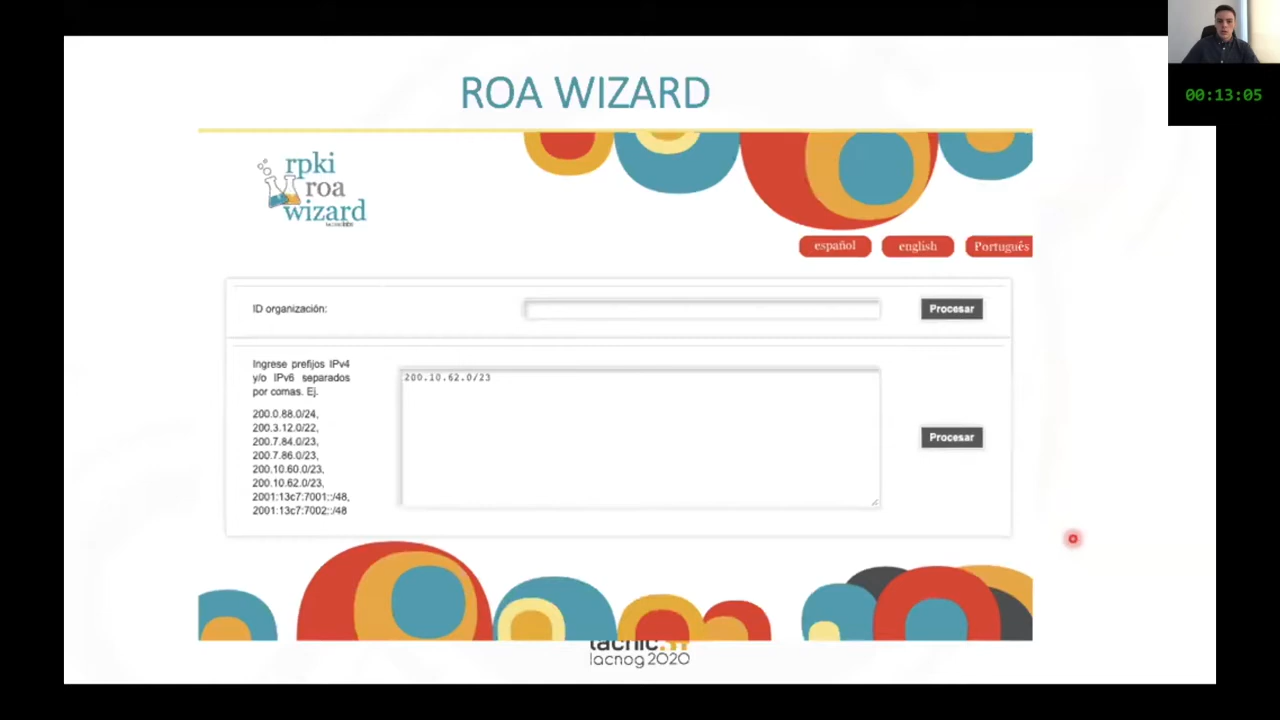 00:13:05
ROA WIZARD
rpki
roa
wizard
español
english
Português
ID organización:
Procesar
Ingrese prefijos IPv4
y/o IPv6 separados
por comas. Ej.
200.0.88.0/24,
200.3.12.0/22,
200.7.84.0/23,
200.7.86.0/23,
200.10.60.0/23,
200.10.62.0/23,
2001:13c7:7001::/48,
2001:13c7:7002::/48
200.10.62.0/23
Procesar
lacnic
lacnog2020